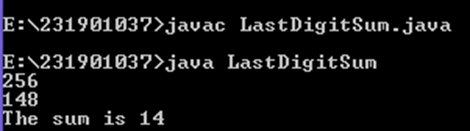 E:\231901037>javac LastDigitSum.java
E:\231901037>java LastDigitSum
256
148
The sum is 14